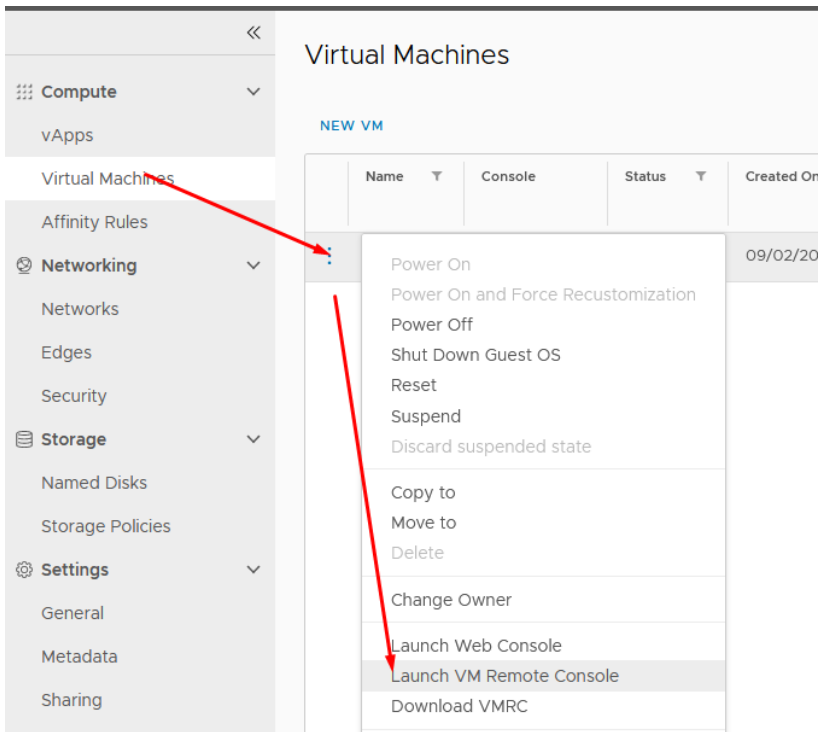 Compute
vApps
Virtual Machines
Affinity Rules
Networking
Networks
Edges
Security
Storage
Named Disks
Storage Policies
Settings
General
Metadata
Sharing
Virtual Machines
NEW VM
Name Console Status Created On
09/02/20
Power On
Power On and Force Recustomization
Power Off
Shut Down Guest OS
Reset
Suspend
Discard suspended state
Copy to
Move to
Delete
Change Owner
Launch Web Console
Launch VM Remote Console
Download VMRC